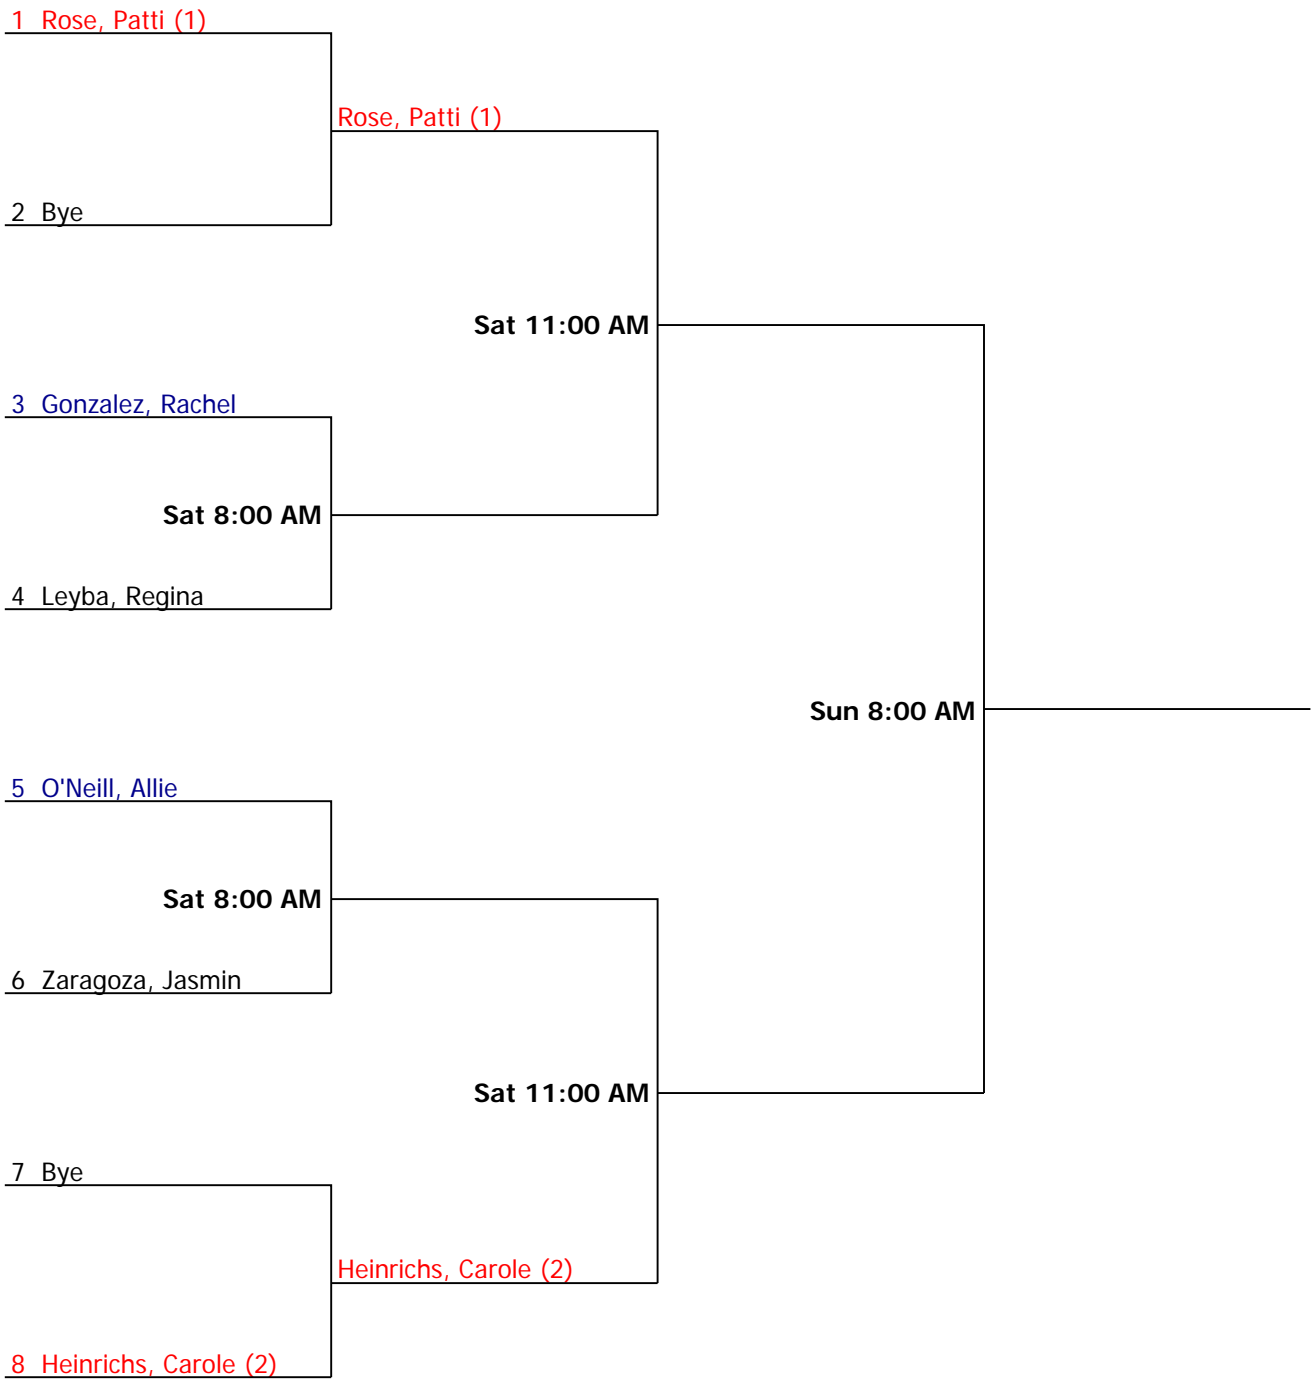 1 Rose, Patti (1)
Rose, Patti (1)
2 Bye
Sat 11:00 AM
3 Gonzalez, Rachel
Sat 8:00 AM
4 Leyba, Regina
Sun 8:00 AM
5 O'Neill, Allie
Sat 8:00 AM
6 Zaragoza, Jasmin
Sat 11:00 AM
7 Bye
Heinrichs, Carole (2)
8 Heinrichs, Carole (2)